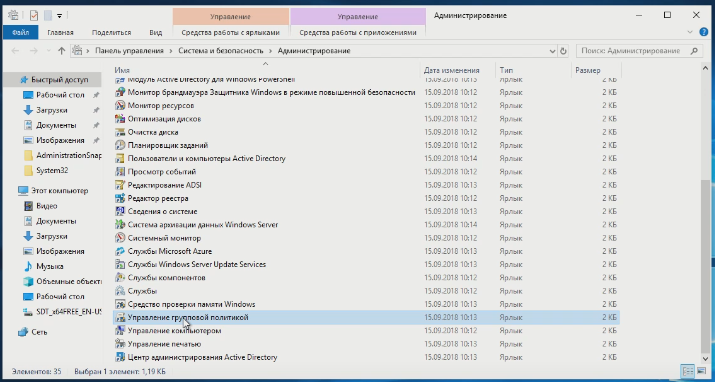 Управление Управление Администрирование
Файл Главная Поделиться Вид Средства работы с ярлыками Средства работы с приложениями
Панель управления Система и безопасность Администрирование Поиск: Администрирование
Имя Дата изменения Тип Размер
Быстрый доступ
Рабочий стол
Загрузки
Документы
Изображения
AdministrationSnap
System32
Этот компьютер
Видео
Документы
Загрузки
Изображения
Музыка
Объемные объекты
Рабочий стол
SDT_x64FREE_EN-US
Сеть
Модуль Active Directory для Windows PowerShell 15.09.2018 10:13 Ярлык 2 КБ
Монитор брандмауэра Защитника Windows в режиме повышенной безопасности 15.09.2018 10:12 Ярлык 2 КБ
Монитор ресурсов 15.09.2018 10:12 Ярлык 2 КБ
Оптимизация дисков 15.09.2018 10:12 Ярлык 2 КБ
Очистка диска 15.09.2018 10:12 Ярлык 2 КБ
Планировщик заданий 15.09.2018 10:12 Ярлык 2 КБ
Пользователи и компьютеры Active Directory 15.09.2018 10:14 Ярлык 2 КБ
Просмотр событий 15.09.2018 10:12 Ярлык 2 КБ
Редактирование ADSI 15.09.2018 10:13 Ярлык 2 КБ
Редактор реестра 15.09.2018 10:12 Ярлык 2 КБ
Сведения о системе 15.09.2018 10:13 Ярлык 2 КБ
Система архивации данных Windows Server 15.09.2018 10:14 Ярлык 2 КБ
Системный монитор 15.09.2018 10:12 Ярлык 2 КБ
Службы Microsoft Azure 15.09.2018 10:13 Ярлык 2 КБ
Службы Windows Server Update Services 15.09.2018 10:13 Ярлык 2 КБ
Службы компонентов 15.09.2018 10:12 Ярлык 2 КБ
Службы 15.09.2018 10:12 Ярлык 2 КБ
Средство проверки памяти Windows 15.09.2018 10:13 Ярлык 2 КБ
Управление групповой политикой 15.09.2018 10:13 Ярлык 2 КБ
Управление компьютером 15.09.2018 10:12 Ярлык 2 КБ
Управление печатью 15.09.2018 10:13 Ярлык 2 КБ
Центр администрирования Active Directory 15.09.2018 10:13 Ярлык 2 КБ
Элементов: 35 Выбран 1 элемент: 1,19 КБ